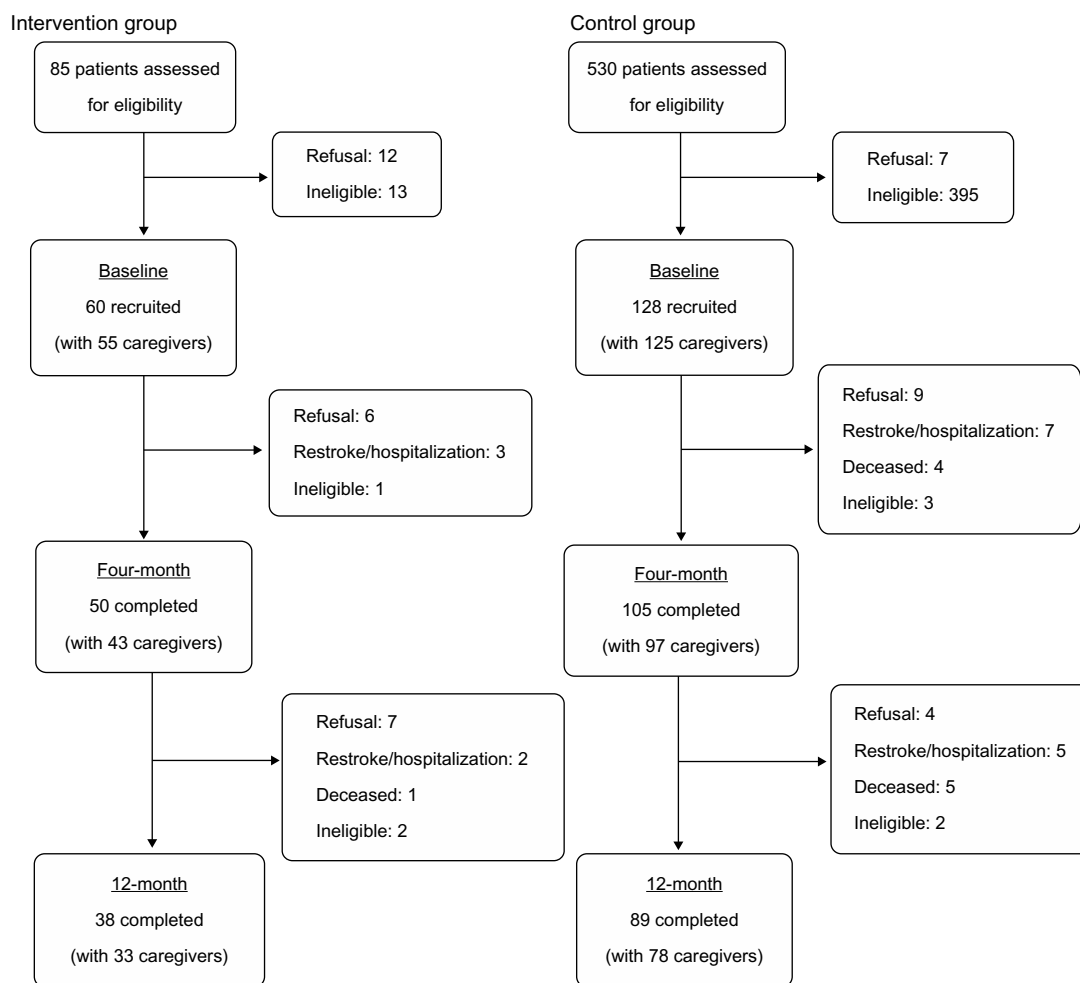 Intervention group
85 patients assessed
for eligibility
Refusal: 12
Ineligible: 13
Baseline
60 recruited
(with 55 caregivers)
Refusal: 6
Restroke/hospitalization: 3
Ineligible: 1
Four-month
50 completed
(with 43 caregivers)
Refusal: 7
Restroke/hospitalization: 2
Deceased: 1
Ineligible: 2
12-month
38 completed
(with 33 caregivers)
Control group
530 patients assessed
for eligibility
Refusal: 7
Ineligible: 395
Baseline
128 recruited
(with 125 caregivers)
Refusal: 9
Restroke/hospitalization: 7
Deceased: 4
Ineligible: 3
Four-month
105 completed
(with 97 caregivers)
Refusal: 4
Restroke/hospitalization: 5
Deceased: 5
Ineligible: 2
12-month
89 completed
(with 78 caregivers)